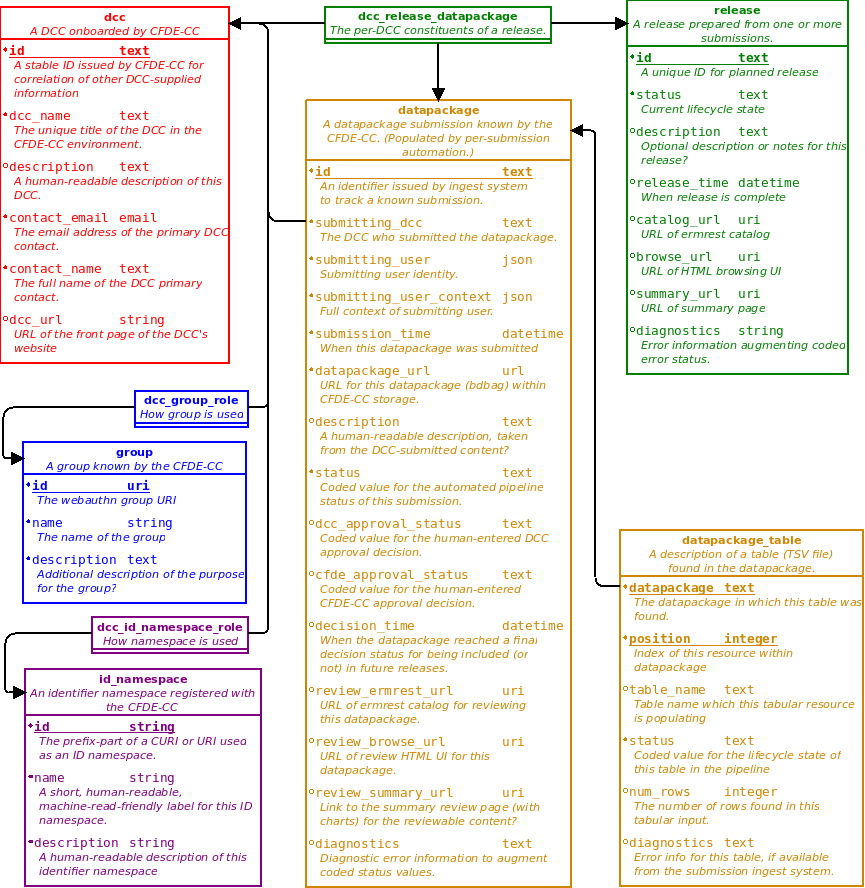 dcc
A DCC onboarded by CFDE-CC
id text
A stable ID issued by CFDE-CC for
correlation of other DCC-supplied
information
dcc_name text
The unique title of the DCC in the
CFDE-CC environment.
description text
A human-readable description of this
DCC.
contact_email email
The email address of the primary DCC
contact.
contact_name text
The full name of the DCC primary
contact.
dcc_url string
URL of the front page of the DCC's
website
dcc_release_datapackage
The per-DCC constituents of a release.
release
A release prepared from one or more
submissions.
id text
A unique ID for planned release
status text
Current lifecycle state
description text
Optional description or notes for this
release?
release_time datetime
When release is complete
catalog_url uri
URL of ermrest catalog
browse_url uri
URL of HTML browsing UI
summary_url uri
URL of summary page
diagnostics string
Error information augmenting coded
error status.
datapackage
A datapackage submission known by the
CFDE-CC. (Populated by per-submission
automation.)
id text
An identifier issued by ingest system
to track a known submission.
submitting_dcc text
The DCC who submitted the datapackage.
submitting_user json
Submitting user identity.
submitting_user_context json
Full context of submitting user.
submission_time datetime
When this datapackage was submitted
datapackage_url url
URL for this datapackage (bdbag) within
CFDE-CC storage.
description text
A human-readable description, taken
from the DCC-submitted content?
status text
Coded value for the automated pipeline
status of this submission.
dcc_approval_status text
Coded value for the human-entered DCC
approval decision.
cfde_approval_status text
Coded value for the human-entered
CFDE-CC approval decision.
decision_time datetime
When the datapackage reached a final
decision status for being included (or
not) in future releases.
review_ermrest_url uri
URL of ermrest catalog for reviewing
this datapackage.
review_browse_url uri
URL of review HTML UI for this
datapackage.
review_summary_url uri
Link to the summary review page (with
charts) for the reviewable content?
diagnostics text
Diagnostic error information to augment
coded status values.
dcc_group_role
How group is used
group
A group known by the CFDE-CC
id uri
The webauthn group URI
name string
The name of the group
description text
Additional description of the purpose
for the group?
dcc_id_namespace_role
How namespace is used
id_namespace
An identifier namespace registered with
the CFDE-CC
id string
The prefix-part of a CURI or URI used
as an ID namespace.
name string
A short, human-readable,
machine-read-friendly label for this ID
namespace.
description string
A human-readable description of this
identifier namespace
datapackage_table
A description of a table (TSV file)
found in the datapackage.
datapackage text
The datapackage in which this table was
found.
position integer
Index of this resource within
datapackage
table_name text
Table name which this tabular resource
is populating
status text
Coded value for the lifecycle state of
this table in the pipeline
num_rows integer
The number of rows found in this
tabular input.
diagnostics text
Error info for this table, if available
from the submission ingest system.